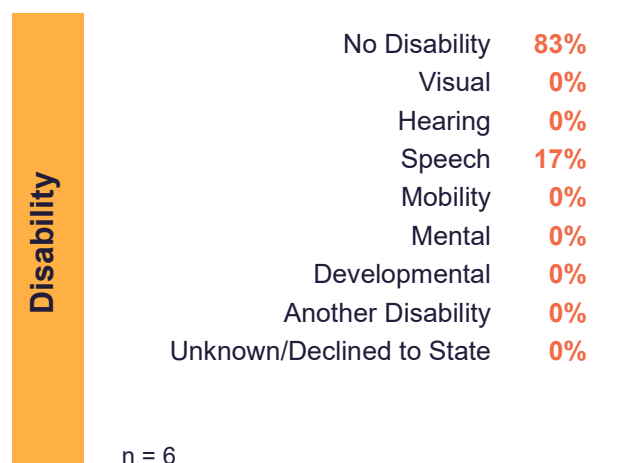 Disability
No Disability 83%
Visual 0%
Hearing 0%
Speech 17%
Mobility 0%
Mental 0%
Developmental 0%
Another Disability 0%
Unknown/Declined to State 0%
n = 6